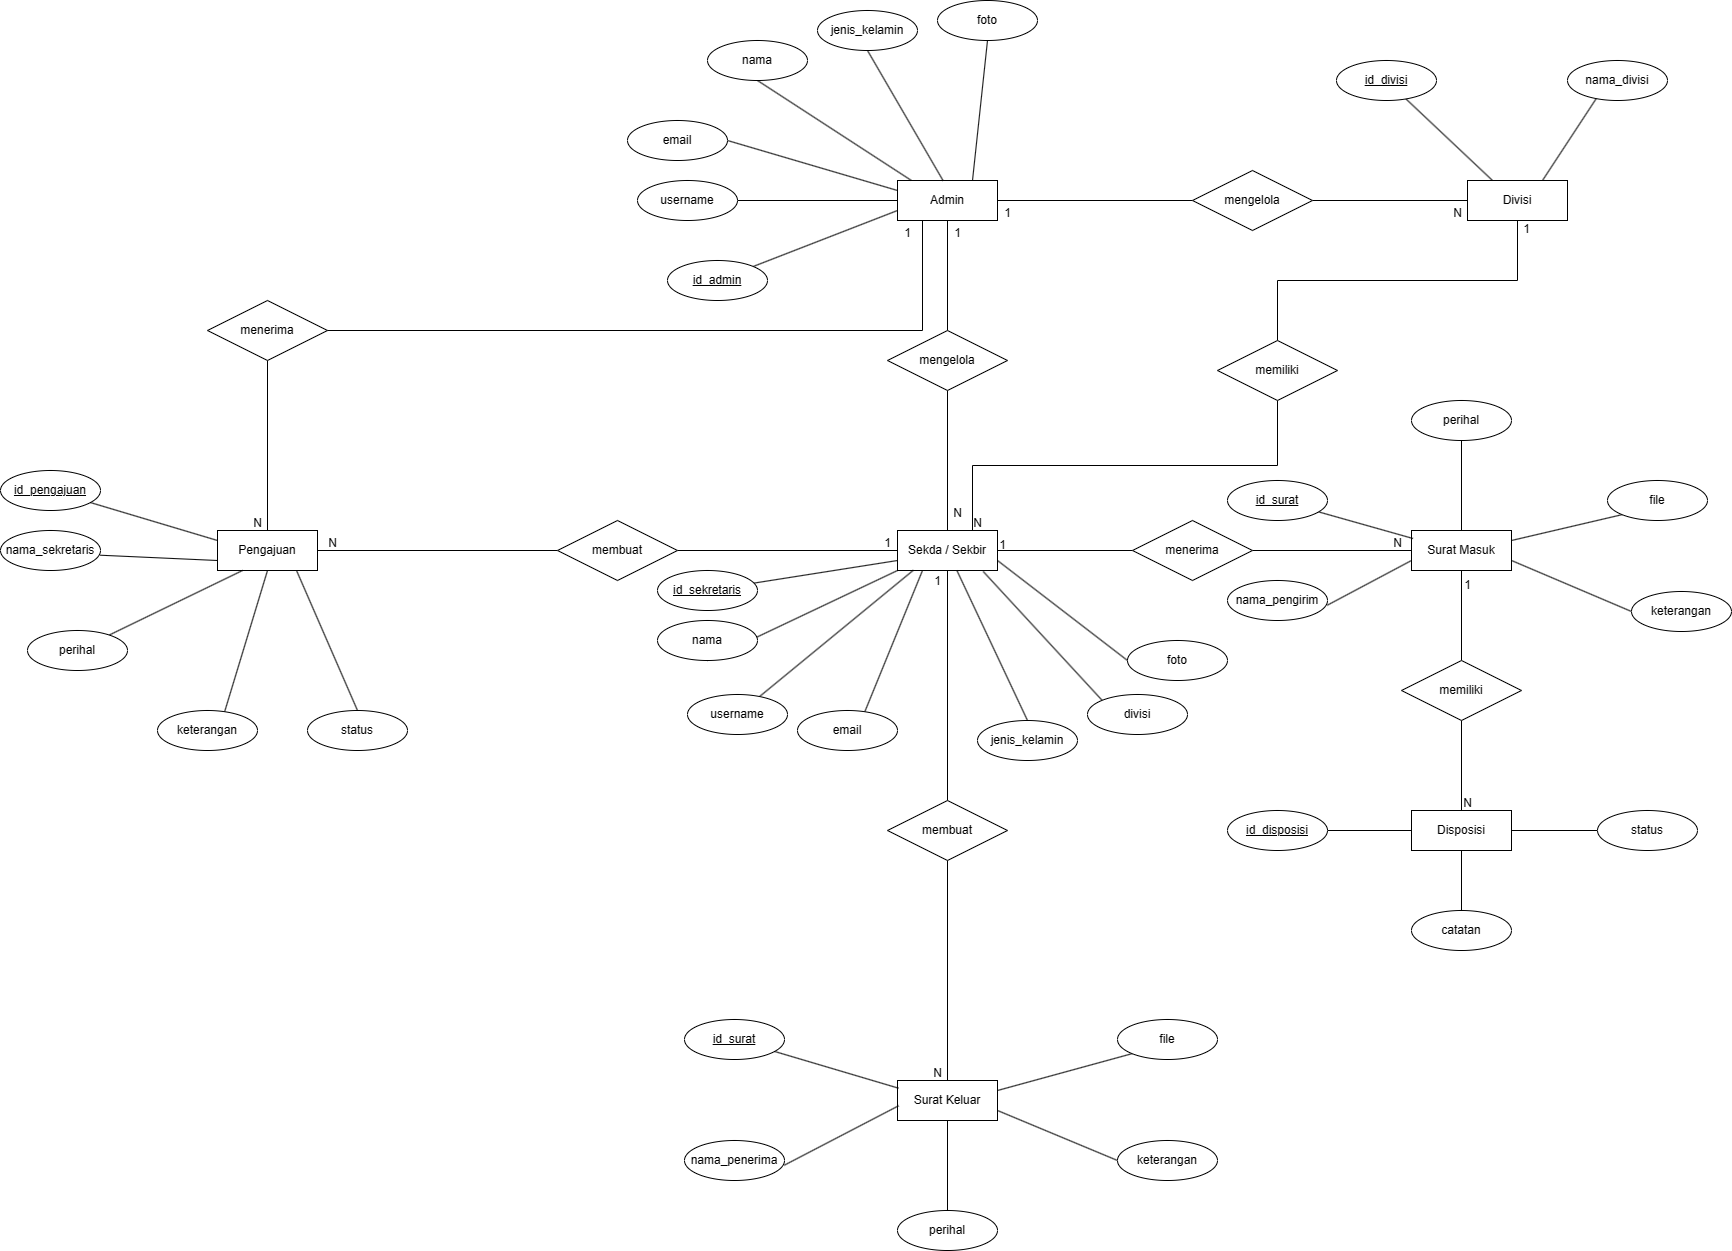 foto
jenis_kelamin
nama
id_divisi
nama_divisi
email
username
Admin
1
mengelola
N
Divisi
1
1
1
id_admin
menerima
mengelola
memiliki
perihal
id_pengajuan
id_surat
file
N
N
N
nama_sekretaris
Pengajuan
N
membuat
1
Sekda / Sekbir
1
menerima
N
Surat Masuk
1
1
id_sekretaris
nama_pengirim
keterangan
nama
perihal
foto
memiliki
username
email
divisi
jenis_kelamin
keterangan
status
N
membuat
id_disposisi
Disposisi
status
catatan
id_surat
file
N
Surat Keluar
nama_penerima
keterangan
perihal